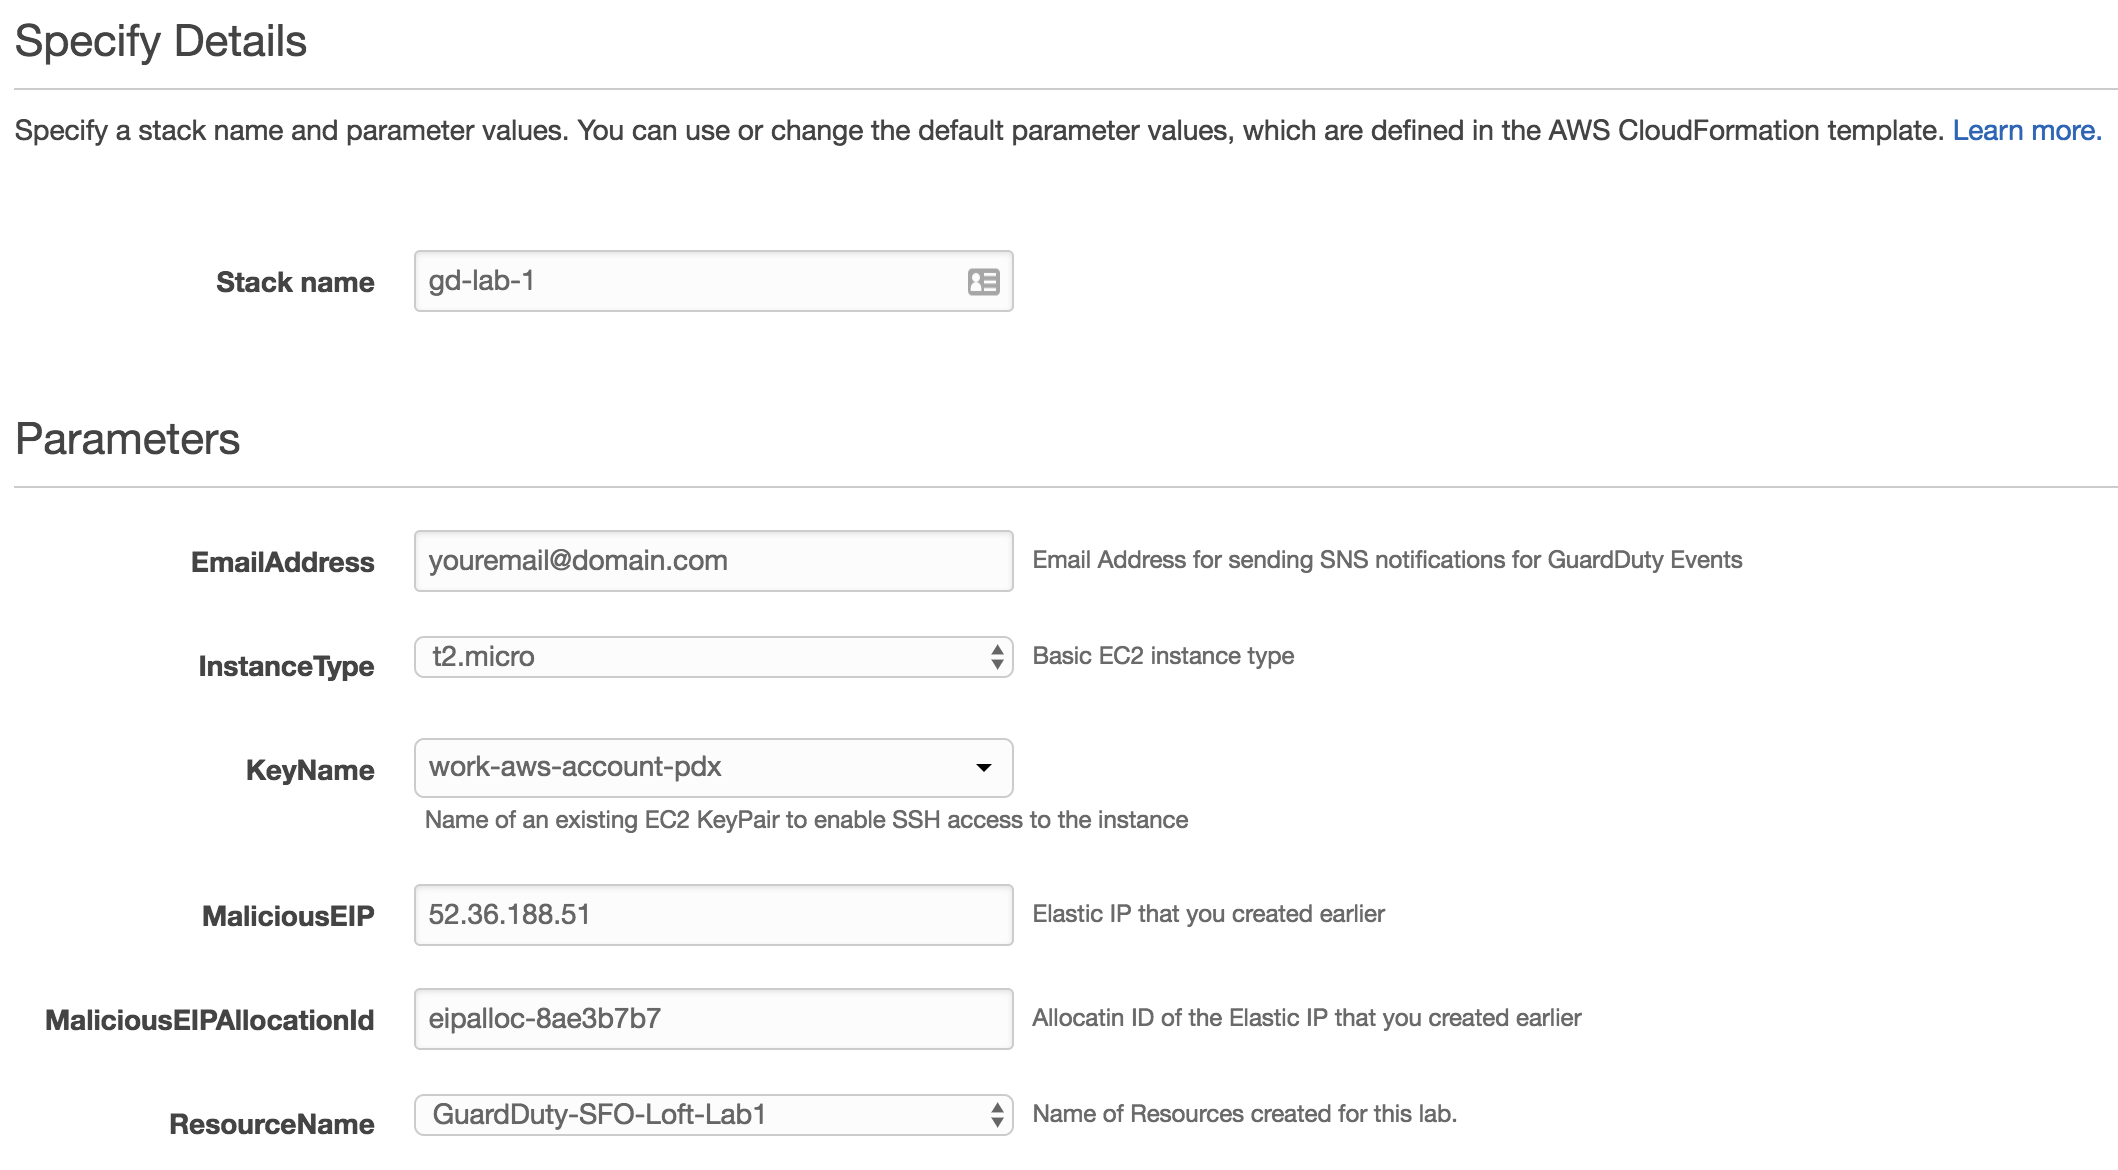 Specify Details
Specify a stack name and parameter values. You can use or change the default parameter values, which are defined in the AWS CloudFormation template. Learn more.
Stack name gd-lab-1
Parameters
EmailAddress youremail@domain.com Email Address for sending SNS notifications for GuardDuty Events
InstanceType t2.micro Basic EC2 instance type
KeyName work-aws-account-pdx
Name of an existing EC2 KeyPair to enable SSH access to the instance
MaliciousEIP 52.36.188.51 Elastic IP that you created earlier
MaliciousEIPAllocationId eipalloc-8ae3b7b7 Allocatin ID of the Elastic IP that you created earlier
ResourceName GuardDuty-SFO-Loft-Lab1 Name of Resources created for this lab.